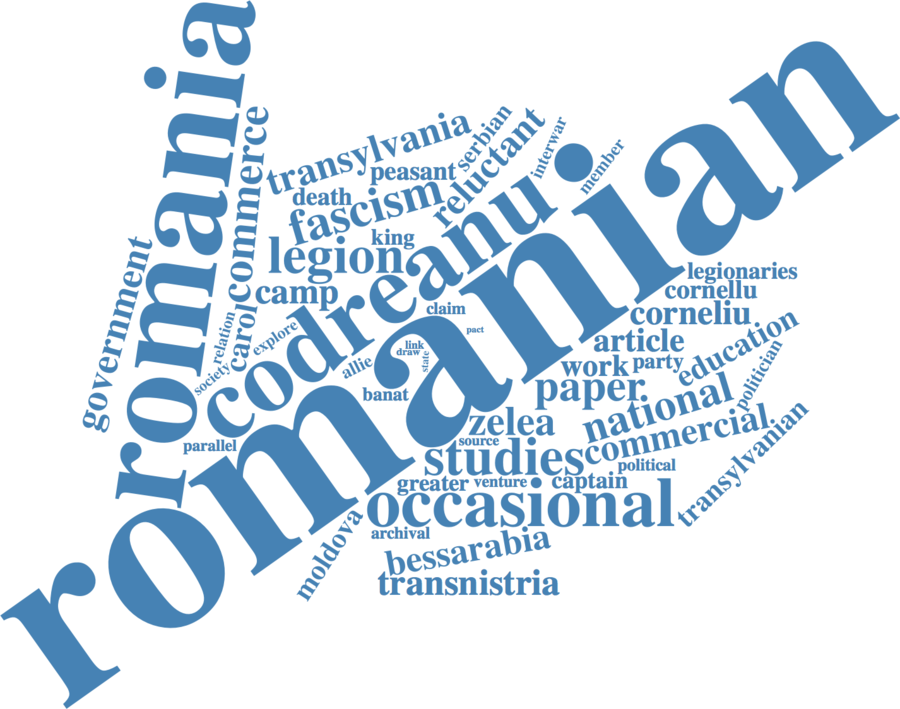 romania
romanian
transylvania
serbian
reluctant
interwar
member
commerce
peasant
death
fascism
king
legion
codreanu
camp
government
relation
carol
explore
society
claim
pact
link
draw
state
allie
banat
parallel
legionaries
cornellu
corneliu
article
education
work
party
politician
paper.
national
zelea
commercial
source
studies
political
transylvanian
greater
venture
captain
occasional
archival
moldova
bessarabia
transnistria